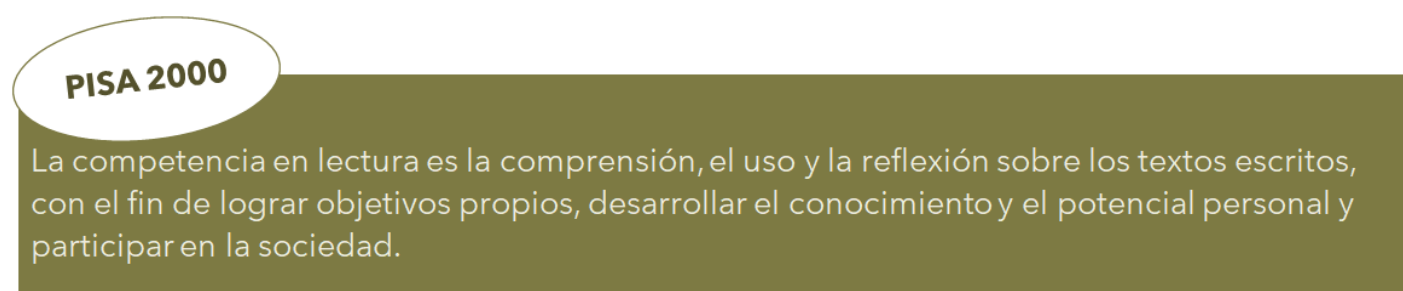 PISA 2000
La competencia en lectura es la comprensión, el uso y la reflexión sobre los textos escritos,
con el fin de lograr objetivos propios, desarrollar el conocimiento y el potencial personal y
participar en la sociedad.